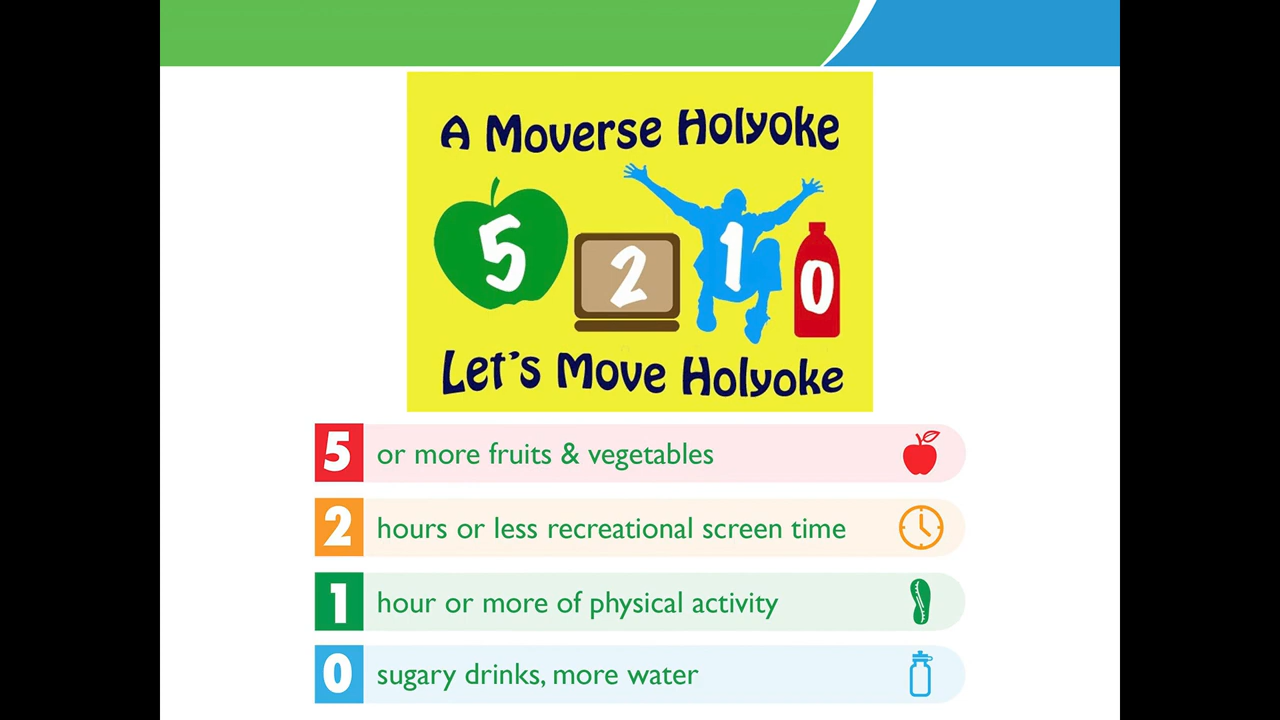 A Moverse Holyoke
5 2 1 0
Let's Move Holyoke
5 or more fruits & vegetables
2 hours or less recreational screen time
1 hour or more of physical activity
0 sugary drinks, more water